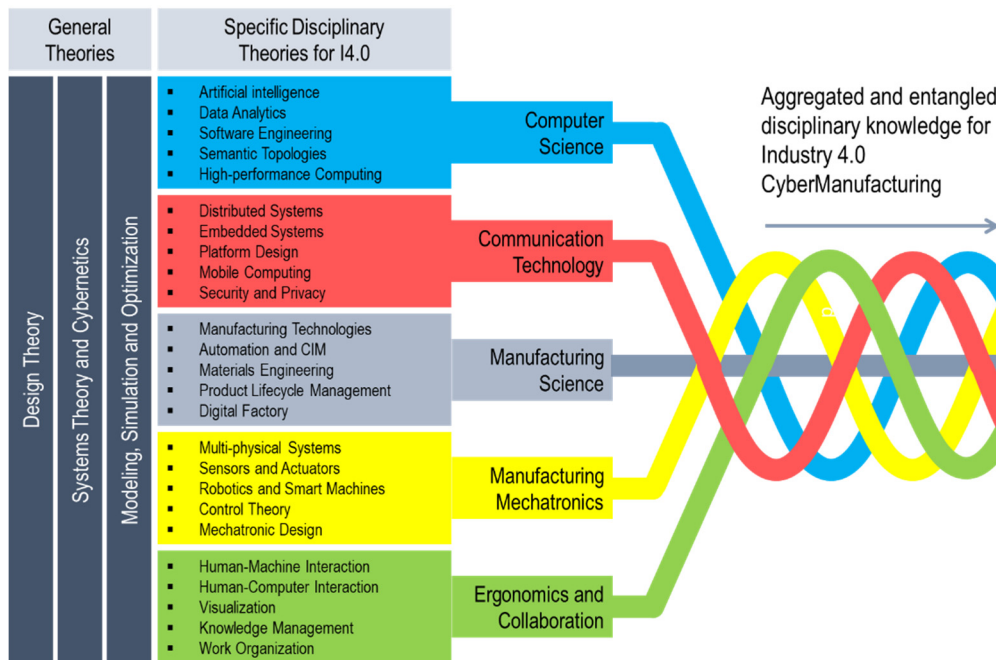 General
Theories
Specific Disciplinary
Theories for I4.0
Design Theory
Systems Theory and Cybernetics
Modeling, Simulation and Optimization
Artificial intelligence
Data Analytics
Software Engineering
Semantic Topologies
High-performance Computing
Computer
Science
Distributed Systems
Embedded Systems
Platform Design
Mobile Computing
Security and Privacy
Communication
Technology
Manufacturing Technologies
Automation and CIM
Materials Engineering
Product Lifecycle Management
Digital Factory
Manufacturing
Science
Multi-physical Systems
Sensors and Actuators
Robotics and Smart Machines
Control Theory
Mechatronic Design
Manufacturing
Mechatronics
Human-Machine Interaction
Human-Computer Interaction
Visualization
Knowledge Management
Work Organization
Ergonomics and
Collaboration
Aggregated and entangled
disciplinary knowledge for
Industry 4.0
CyberManufacturing